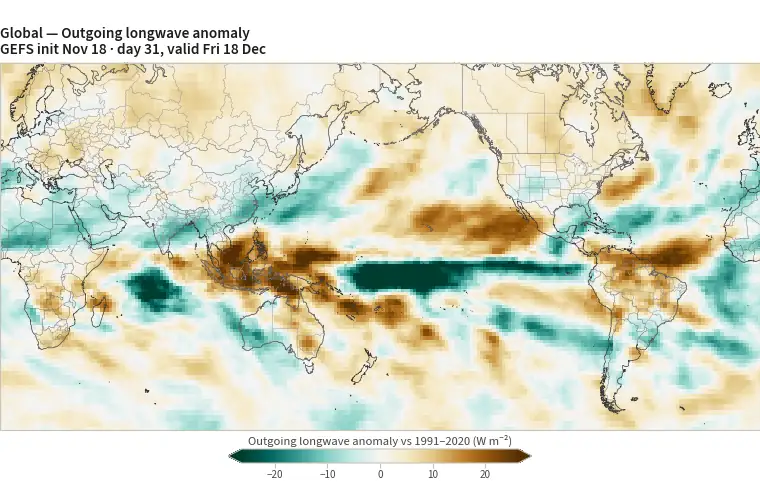 Global — Outgoing longwave anomaly
GEFS init Nov 18 · day 31, valid Fri 18 Dec
Outgoing longwave anomaly vs 1991–2020 (W m⁻²)
−20 −10 0 10 20